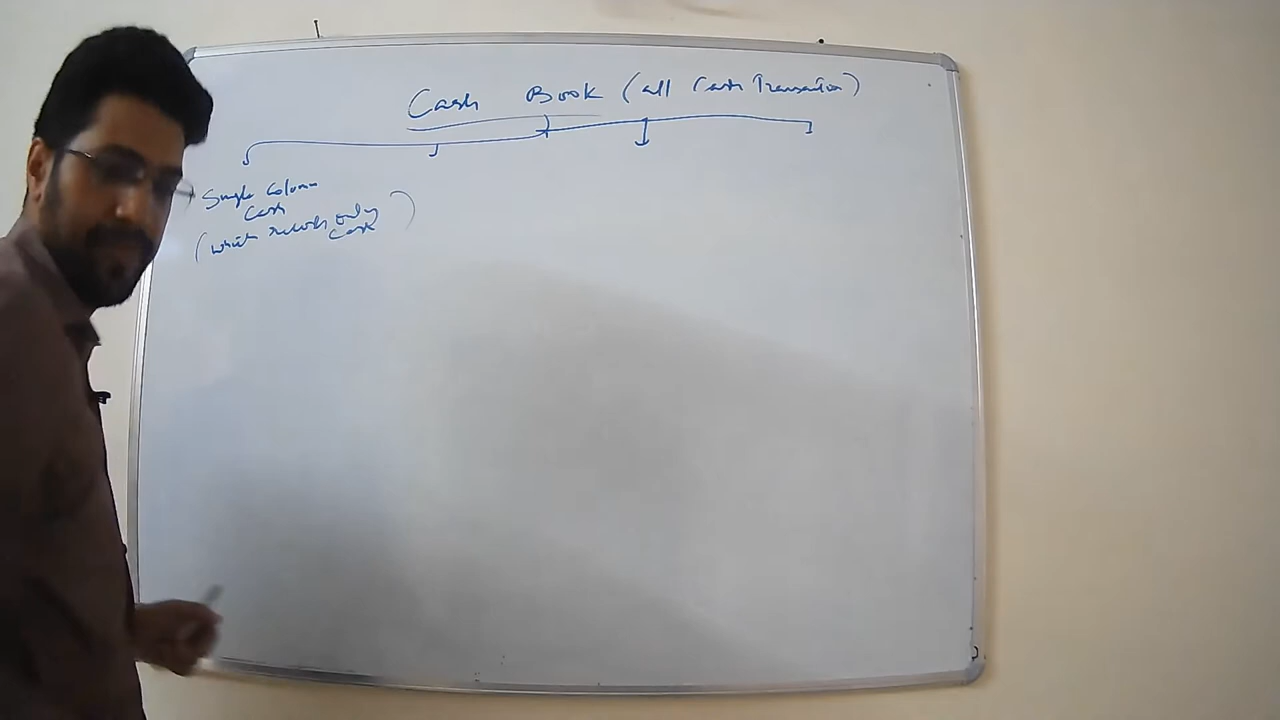 Cash Book (all Cash Transaction)
Single Column
Cash
(which records only
cash)